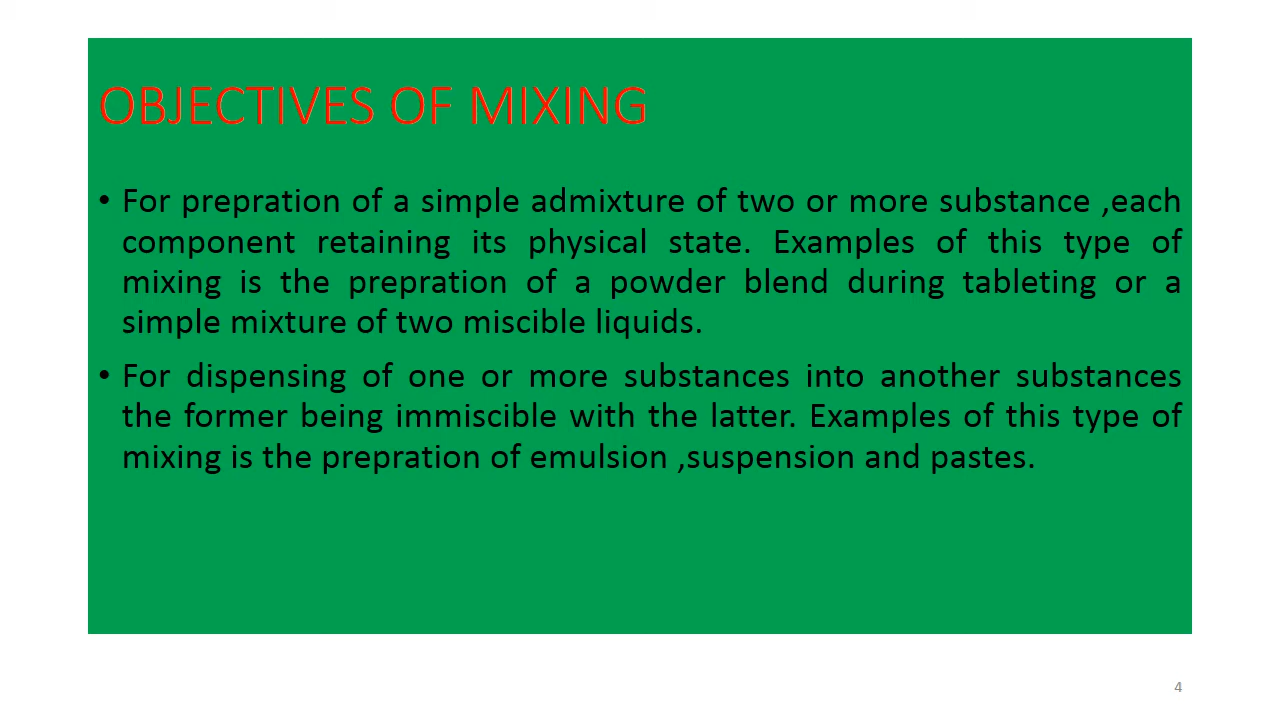 OBJECTIVES OF MIXING
• For prepration of a simple admixture of two or more substance ,each
component retaining its physical state. Examples of this type of
mixing is the prepration of a powder blend during tableting or a
simple mixture of two miscible liquids.
• For dispensing of one or more substances into another substances
the former being immiscible with the latter. Examples of this type of
mixing is the prepration of emulsion ,suspension and pastes.
4